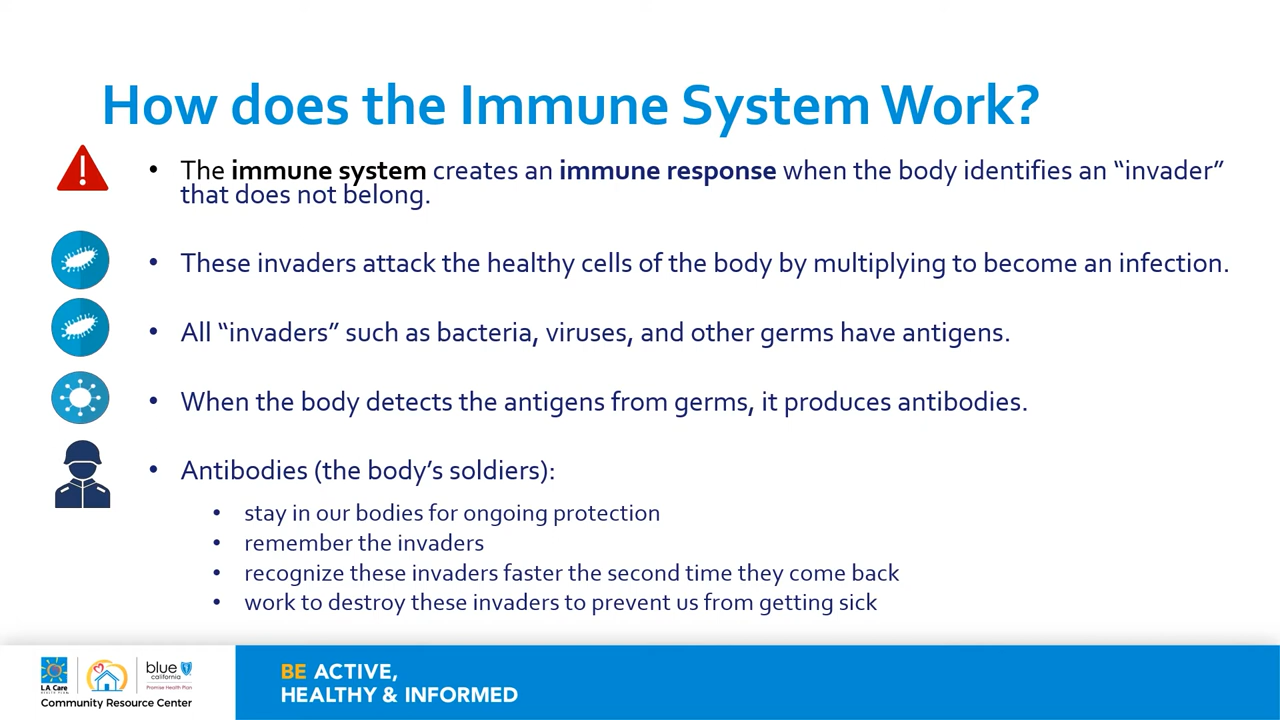 How does the Immune System Work?
• The immune system creates an immune response when the body identifies an “invader”
that does not belong.
• These invaders attack the healthy cells of the body by multiplying to become an infection.
• All “invaders” such as bacteria, viruses, and other germs have antigens.
• When the body detects the antigens from germs, it produces antibodies.
• Antibodies (the body’s soldiers):
• stay in our bodies for ongoing protection
• remember the invaders
• recognize these invaders faster the second time they come back
• work to destroy these invaders to prevent us from getting sick
L.A. Care
HEALTH PLAN
blue
california
Promise Health Plan
Community Resource Center
BE ACTIVE,
HEALTHY & INFORMED